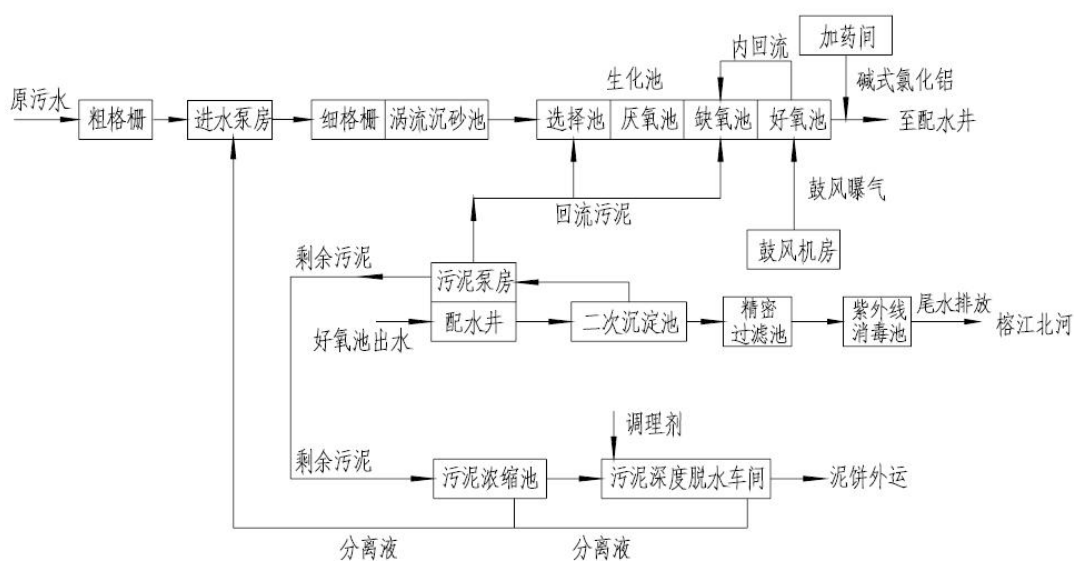 加药间
内回流
生化池
碱式氯化铝
原污水
粗格栅
进水泵房
细格栅
涡流沉砂池
选择池
厌氧池
缺氧池
好氧池
至配水井
鼓风曝气
回流污泥
鼓风机房
剩余污泥
污泥泵房
配水井
好氧池出水
二次沉淀池
精密
过滤池
紫外线
消毒池
尾水排放
榕江北河
调理剂
剩余污泥
污泥浓缩池
污泥深度脱水车间
泥饼外运
分离液
分离液